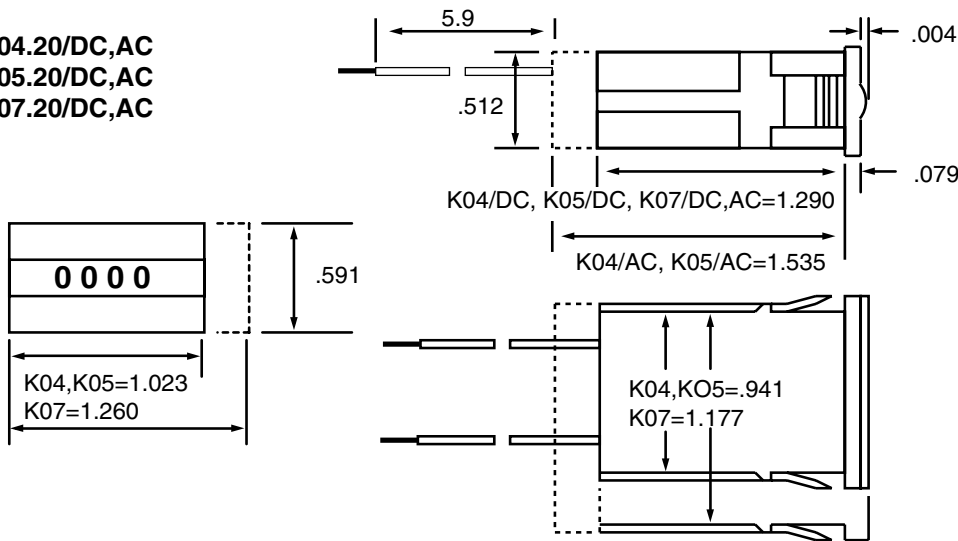 04.20/DC,AC
05.20/DC,AC
07.20/DC,AC
5.9
.004
.512
.079
K04/DC, K05/DC, K07/DC,AC=1.290
K04/AC, K05/AC=1.535
0 0 0 0
.591
K04,K05=1.023
K07=1.260
K04,KO5=.941
K07=1.177